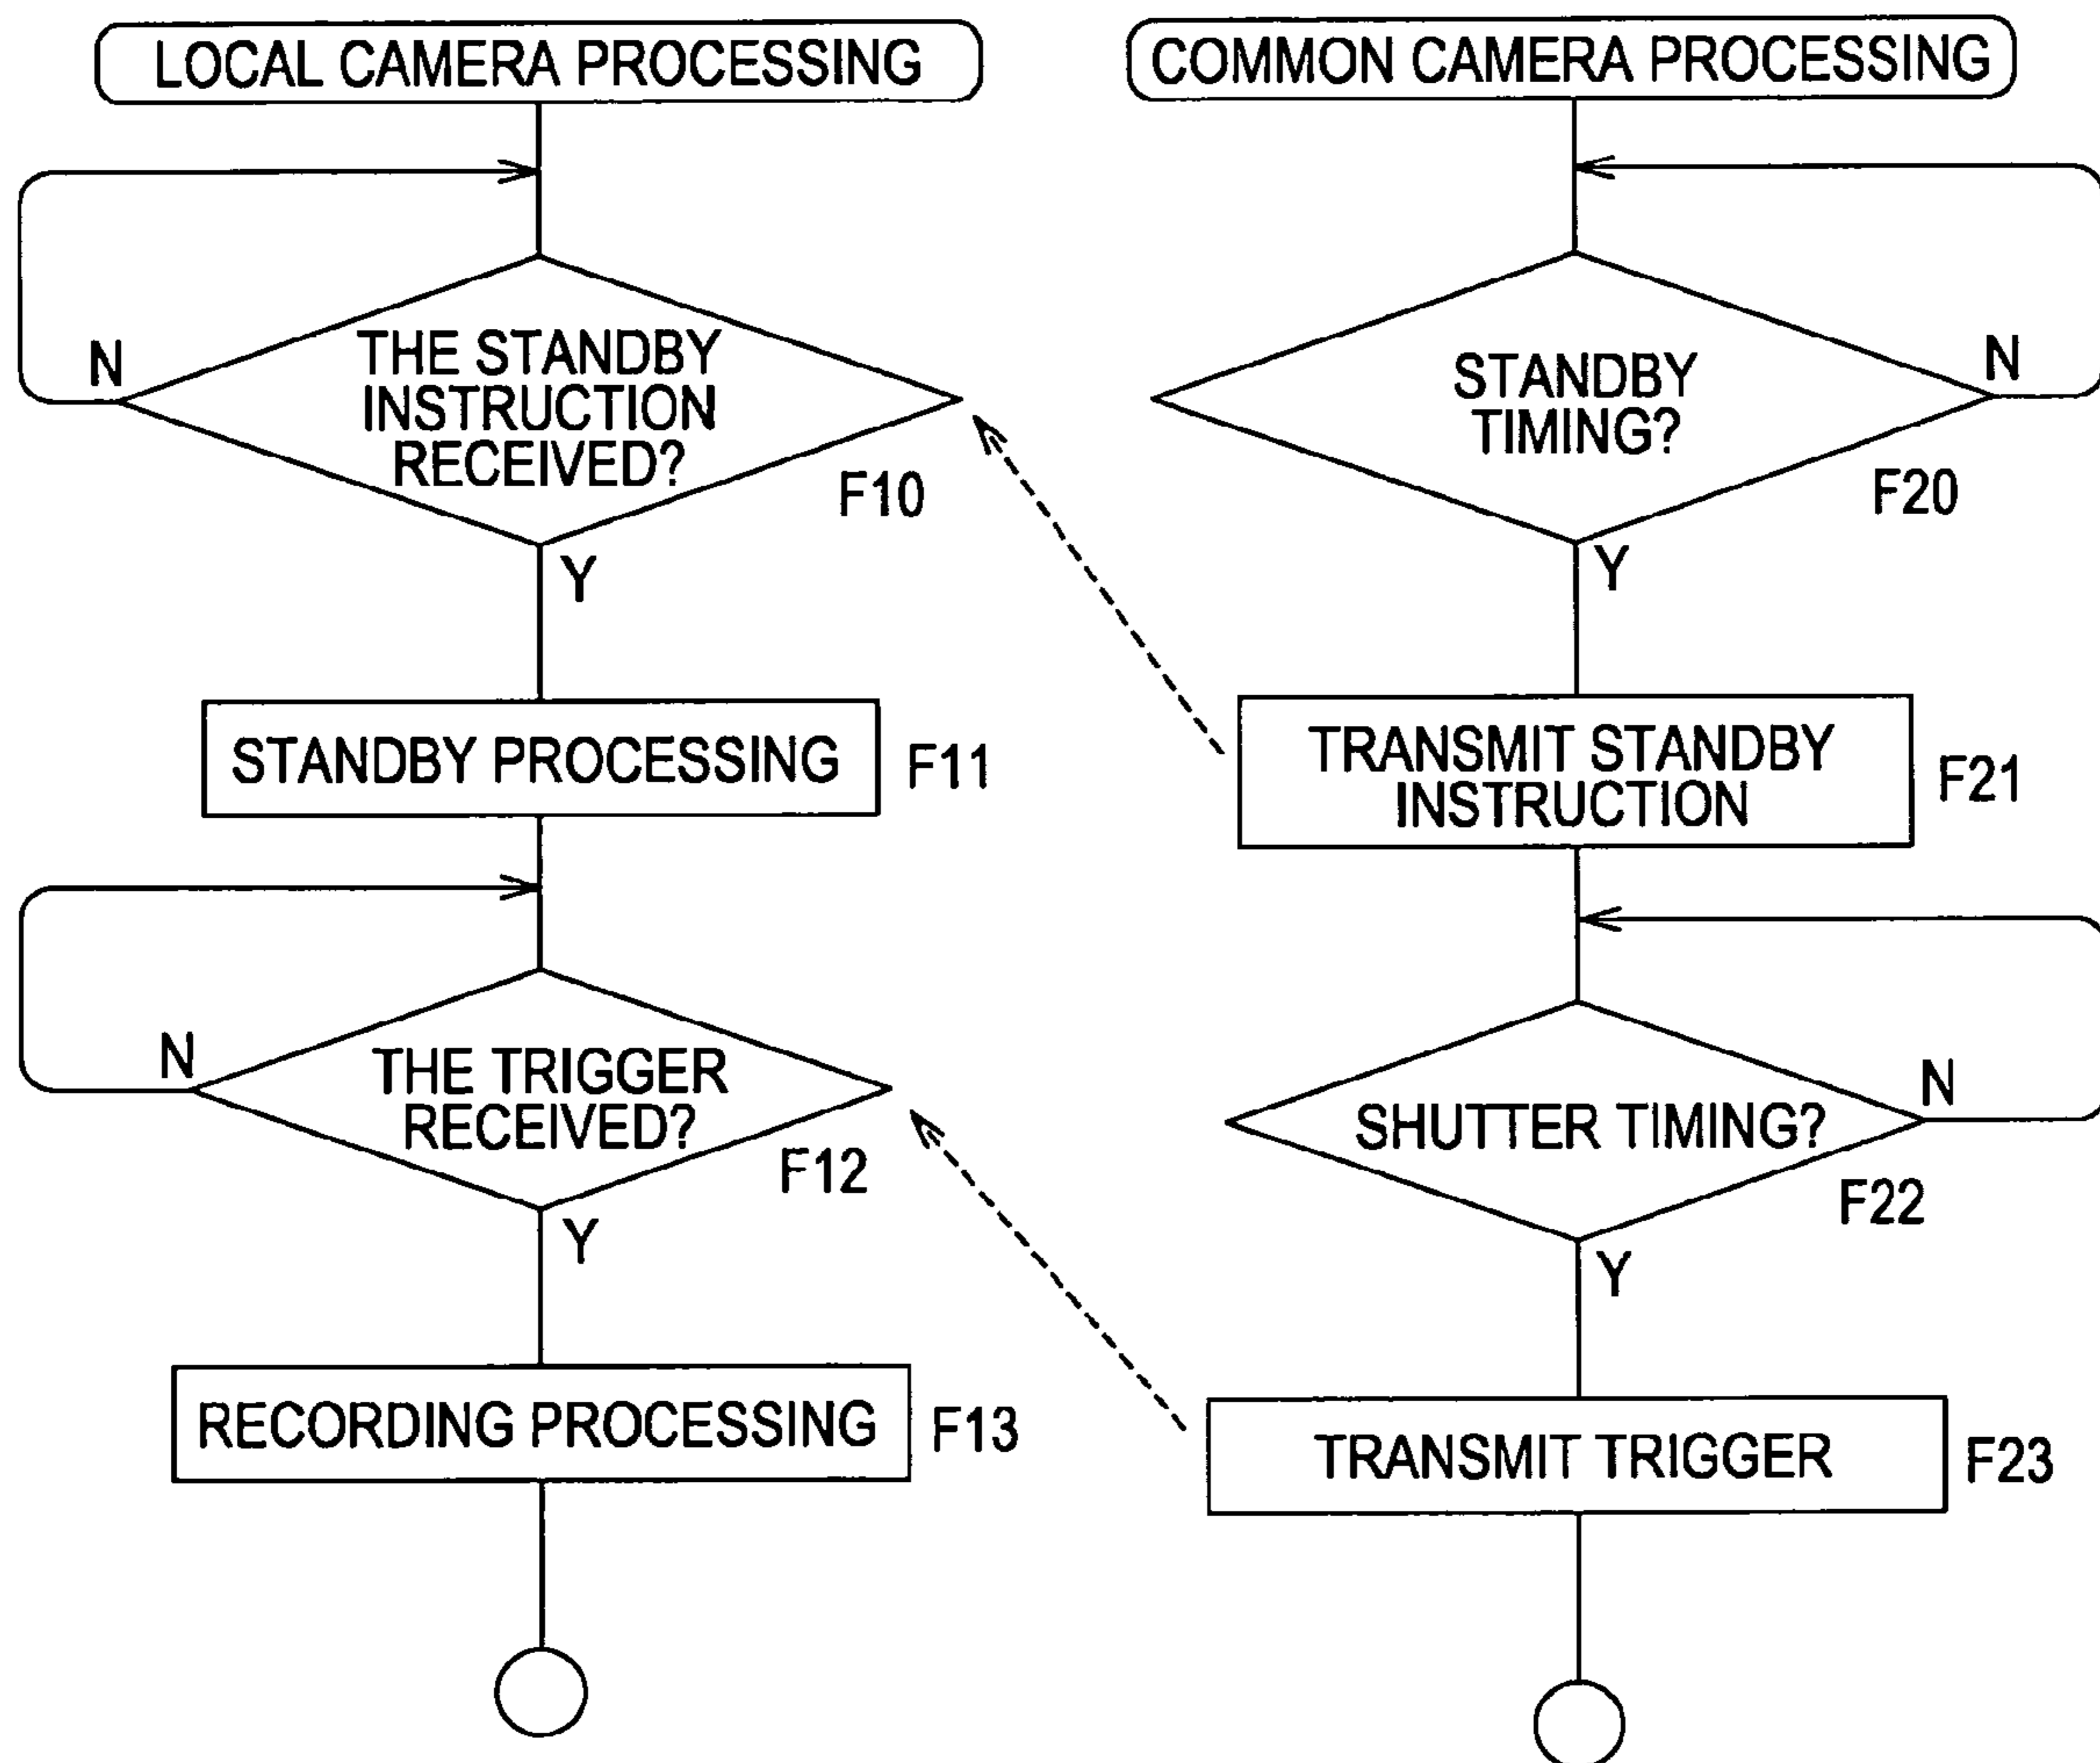 LOCAL CAMERA PROCESSING
N
THE STANDBY
INSTRUCTION
RECEIVED?
F10
Y
STANDBY PROCESSING
F11
N
THE TRIGGER
RECEIVED?
F12
Y
RECORDING PROCESSING
F13
COMMON CAMERA PROCESSING
STANDBY
TIMING?
N
F20
Y
TRANSMIT STANDBY
INSTRUCTION
F21
SHUTTER TIMING?
N
F22
Y
TRANSMIT TRIGGER
F23